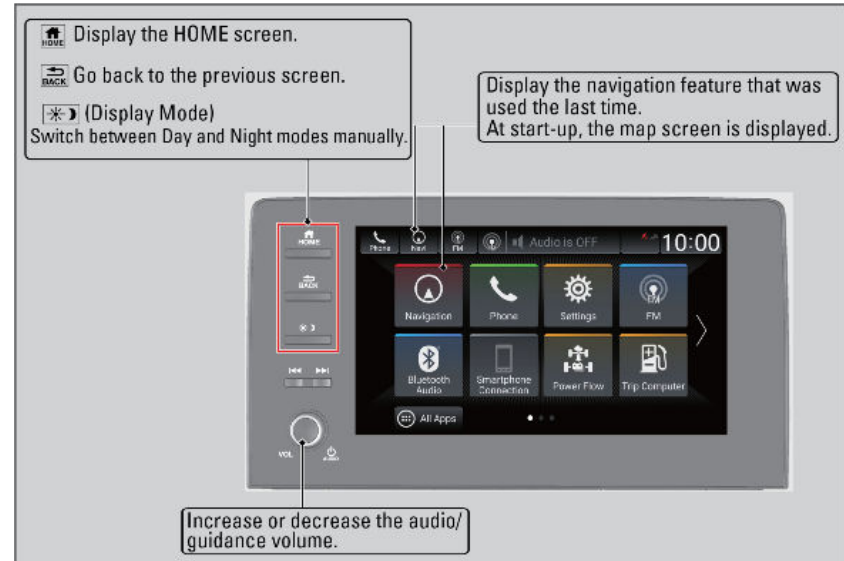 HOME Display the HOME screen.
BACK Go back to the previous screen.
(Display Mode)
Switch between Day and Night modes manually.
Display the navigation feature that was
used the last time.
At start-up, the map screen is displayed.
HOME
BACK
Phone Navi FM Audio is OFF 10:00
Navigation Phone Settings FM
Bluetooth Audio
Smartphone Connection
Power Flow
Trip Computer
All Apps
VOL AUDIO
Increase or decrease the audio/
guidance volume.